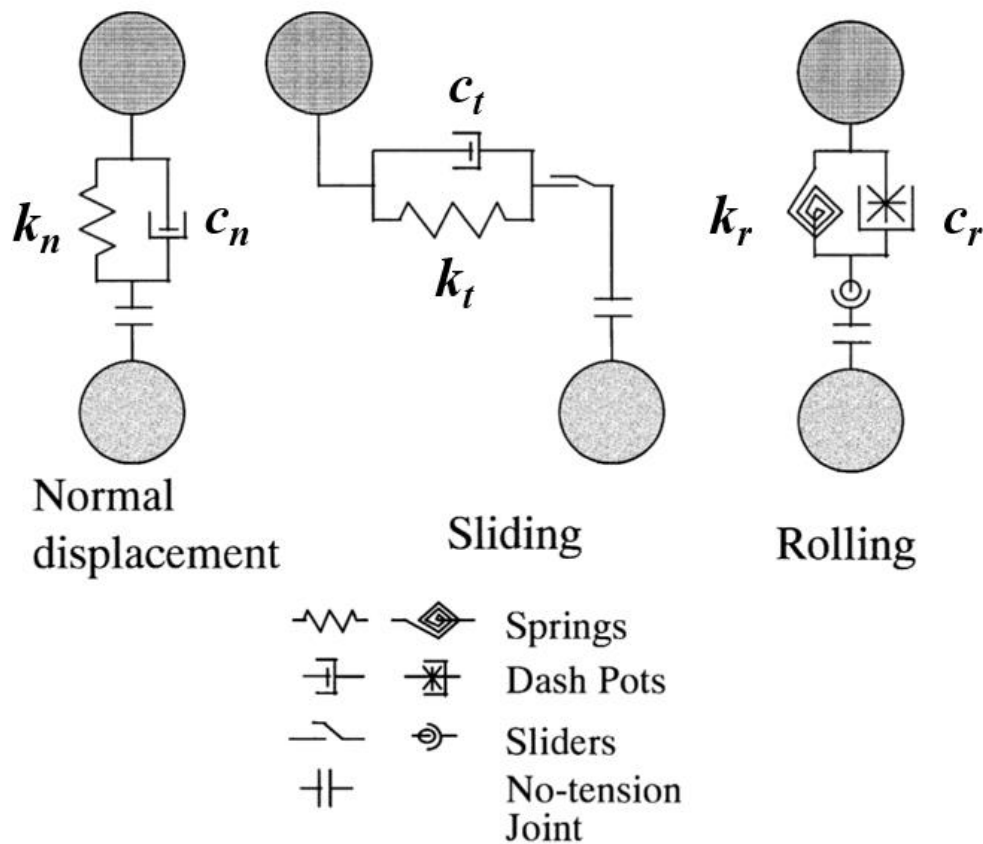 c_t
k_n
c_n
k_t
k_r
c_r
Normal
displacement
Sliding
Rolling
Springs
Dash Pots
Sliders
No-tension
Joint